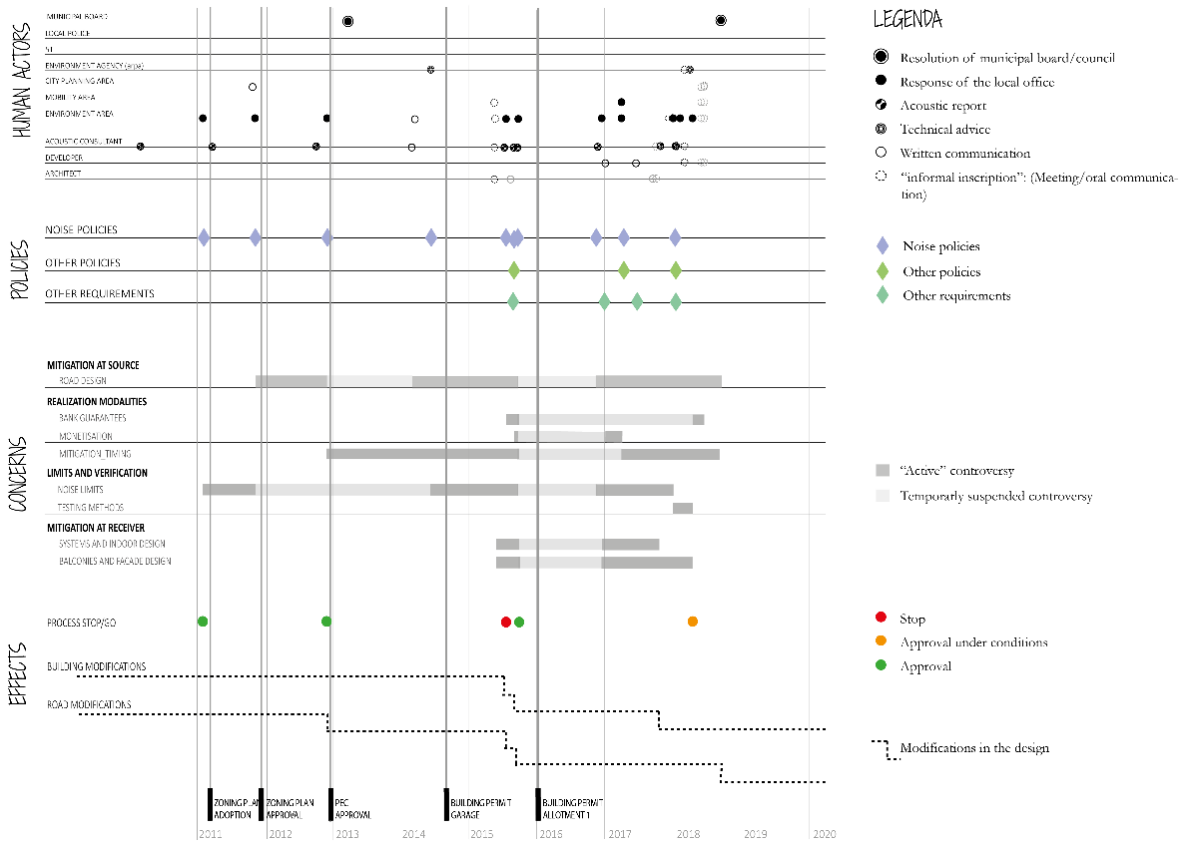 HUMAN ACTORS
MUNICIPAL BOARD
LOCAL POLICE
ST
ENVIRONMENT AGENCY (arpa)
CITY PLANNING AREA
MOBILITY AREA
ENVIRONMENT AREA
ACOUSTIC CONSULTANT
DEVELOPER
ARCHITECT
POLICIES
NOISE POLICIES
OTHER POLICIES
OTHER REQUIREMENTS
CONCERNS
MITIGATION AT SOURCE
ROAD DESIGN
REALIZATION MODALITIES
BANK GUARANTEES
MONETISATION
MITIGATION_TIMING
LIMITS AND VERIFICATION
NOISE LIMITS
TESTING METHODS
MITIGATION AT RECEIVER
SYSTEMS AND INDOOR DESIGN
BALCONIES AND FACADE DESIGN
EFFECTS
PROCESS STOP/GO
BUILDING MODIFICATIONS
ROAD MODIFICATIONS
ZONING PLAN
ADOPTION
ZONING PLAN
APPROVAL
PEC
APPROVAL
BUILDING PERMIT
GARAGE
BUILDING PERMIT
ALLOTMENT 1
2011 2012 2013 2014 2015 2016 2017 2018 2019 2020
LEGENDA
Resolution of municipal board/council
Response of the local office
Acoustic report
Technical advice
Written communication
“informal inscription”: (Meeting/oral communica-
tion)
Noise policies
Other policies
Other requirements
“Active” controversy
Temporarly suspended controversy
Stop
Approval under conditions
Approval
Modifications in the design